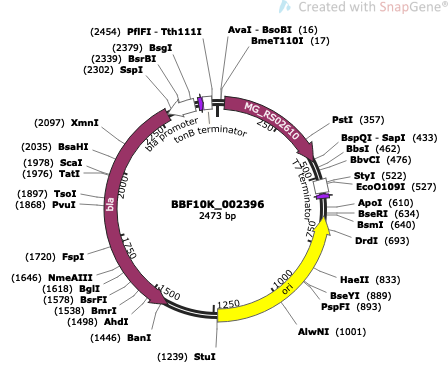 Created with SnapGene®
(2454) PflFI - Tth111I
AvaI - BsoBI (16)
(2379) BsgI
BmeT110I (17)
(2339) BsrBI
(2302) SspI
(2097) XmnI
(2035) BsaHI
(1978) ScaI
(1976) TatI
(1897) TsoI
(1868) PvuI
(1720) FspI
(1646) NmeAIII
(1618) BglI
(1578) BsrFI
(1538) BmrI
(1498) AhdI
(1446) BanI
(1239) StuI
PstI (357)
BspQI - SapI (433)
BbsI (462)
BbvCI (476)
StyI (522)
EcoO109I (527)
ApoI (610)
BseRI (634)
BsmI (640)
DrdI (693)
HaeII (833)
BseYI (889)
PspFI (893)
AlwNI (1001)
MG_RS02610
bla promoter
tonB terminator
T7 terminator
bla
ori
250
500
750
1000
1250
1500
1750
2000
2250
BBF10K_002396
2473 bp